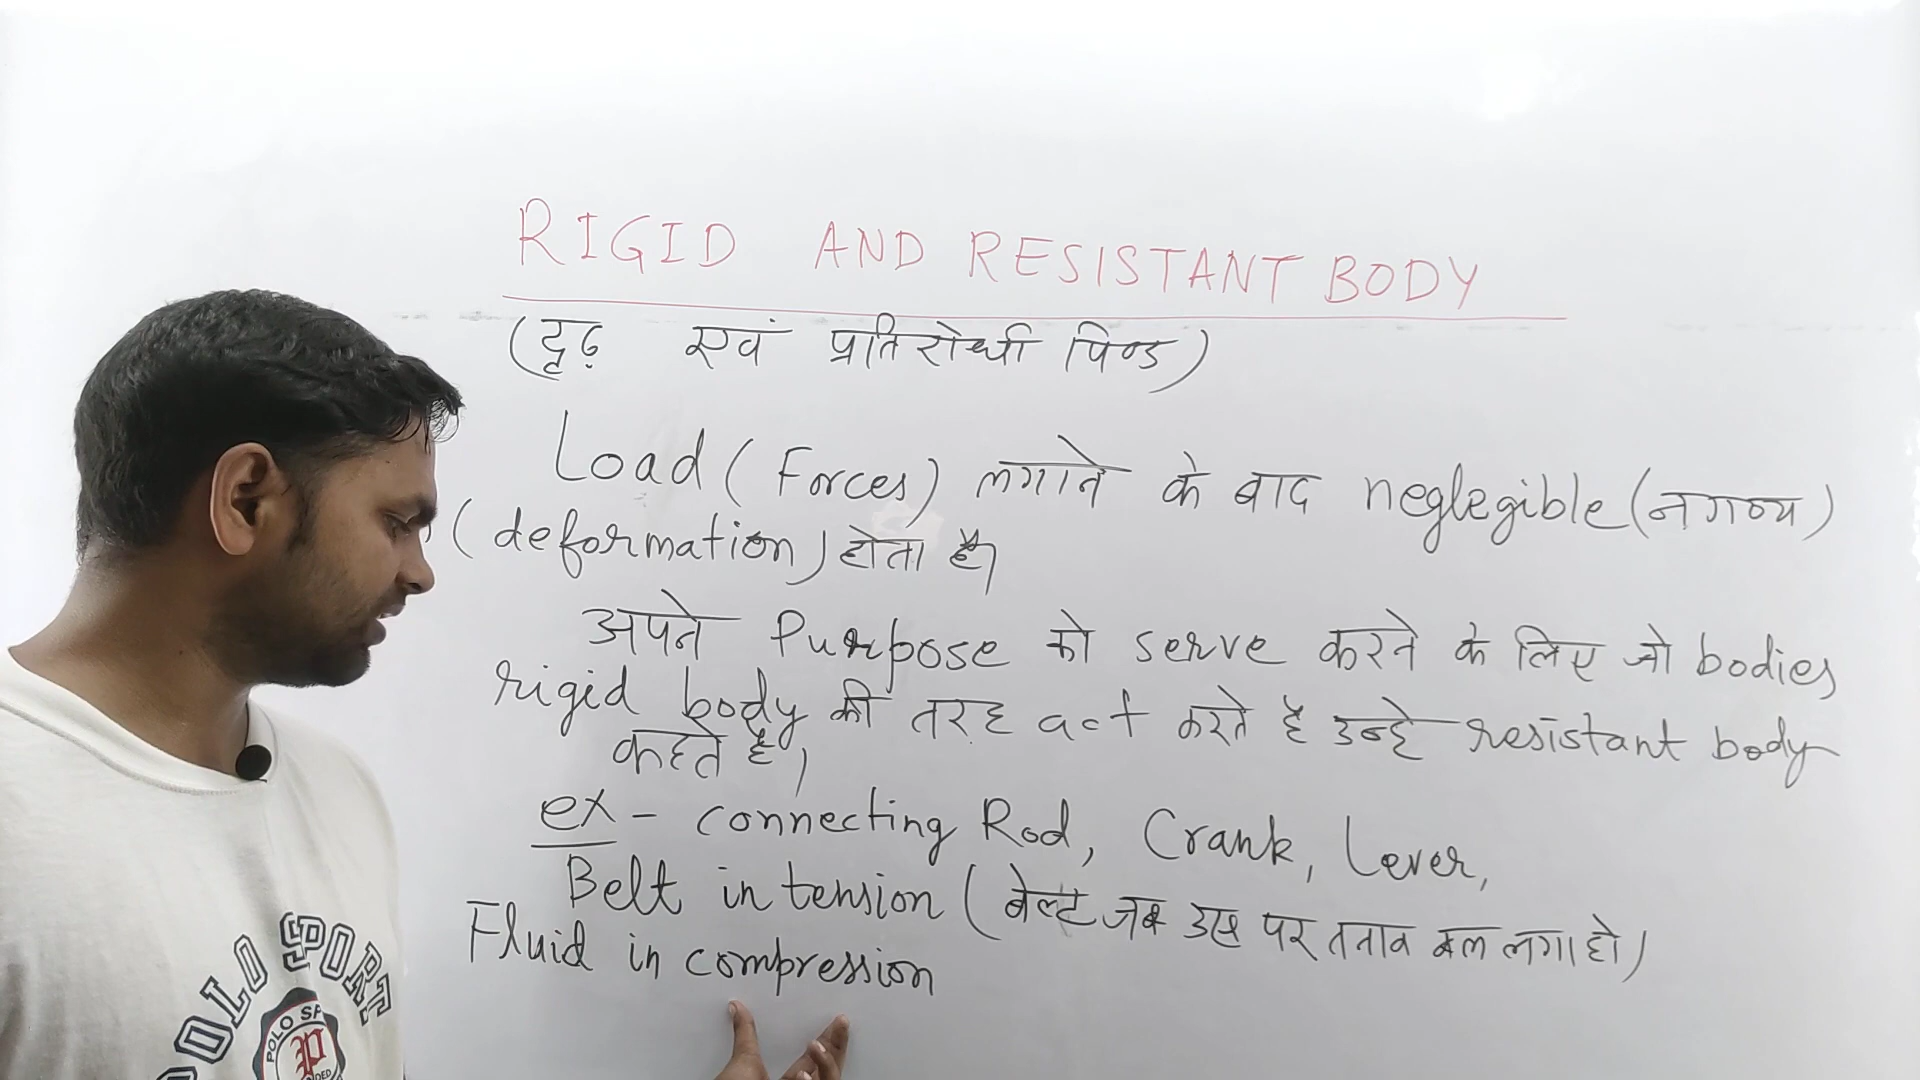 RIGID AND RESISTANT BODY
(दृढ़ एवं प्रतिरोधी पिण्ड)
Load (Forces) लगाने के बाद neglegible (नगण्य)
(deformation) होता है।
अपने Purpose को serve करने के लिए जो bodies
rigid body की तरह act करते है उन्हे resistant body
कहते है।
ex - connecting Rod, Crank, Lever,
Belt in tension (बेल्ट जब उस पर तनाव बल लगा हो)
Fluid in compression
POLO SPORT
POLO SP
P